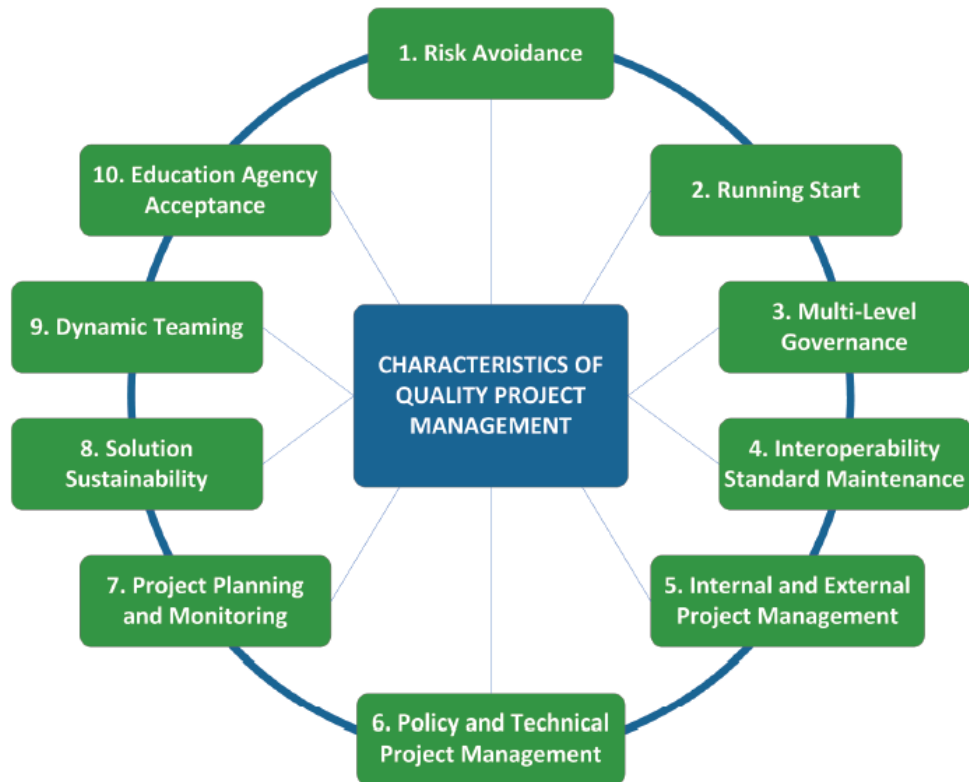 1. Risk Avoidance
2. Running Start
3. Multi-Level
Governance
4. Interoperability
Standard Maintenance
5. Internal and External
Project Management
6. Policy and Technical
Project Management
7. Project Planning
and Monitoring
8. Solution
Sustainability
9. Dynamic Teaming
10. Education Agency
Acceptance
CHARACTERISTICS OF
QUALITY PROJECT
MANAGEMENT